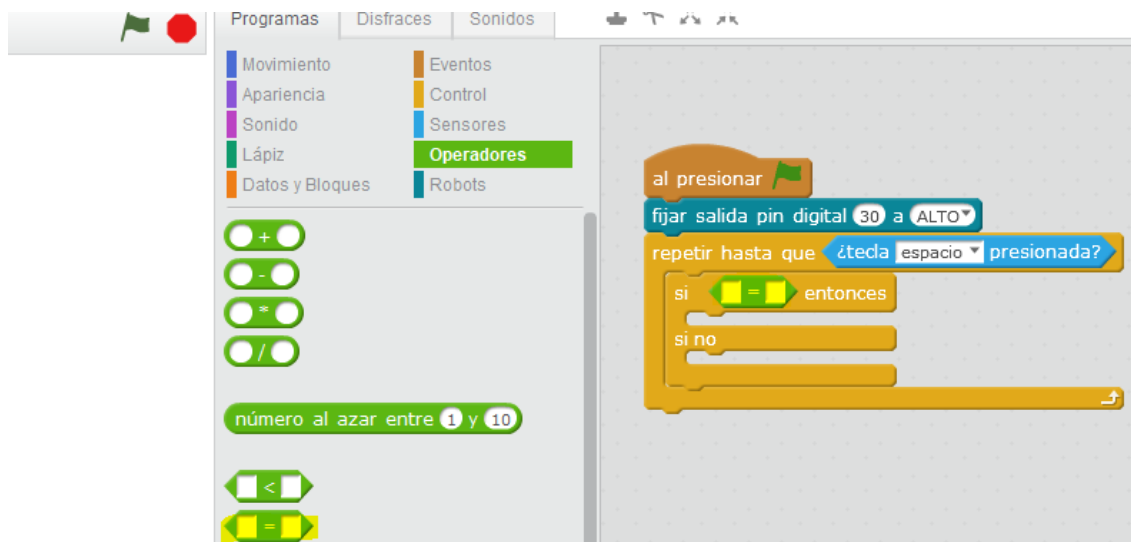 Programas Disfraces Sonidos
Movimiento Eventos
Apariencia Control
Sonido Sensores
Lápiz Operadores
Datos y Bloques Robots
+
-
*
/
número al azar entre 1 y 10
<
=
al presionar
fijar salida pin digital 30 a ALTO
repetir hasta que ¿tecla espacio presionada?
si = entonces
si no